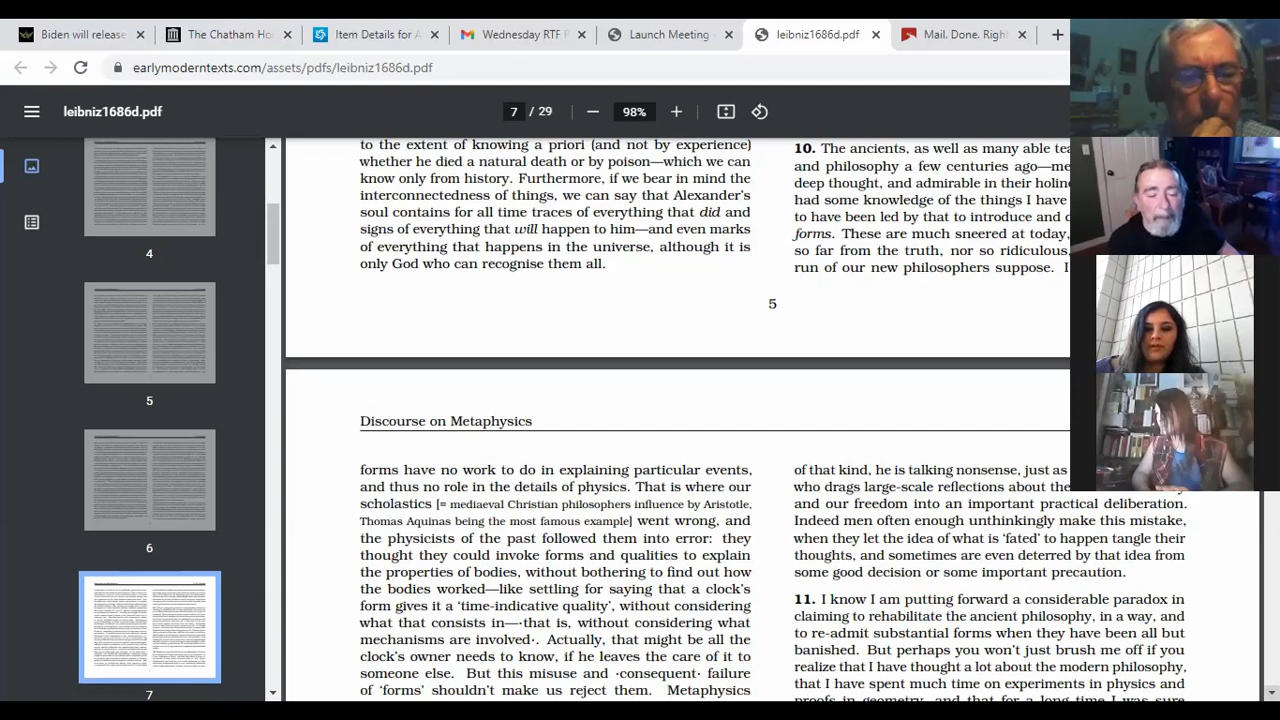 Biden will release
The Chatham Ho
Item Details for A
Wednesday RTF F
Launch Meeting
leibniz1686d.pdf
Mail. Done. Righ
earlymoderntexts.com/assets/pdfs/leibniz1686d.pdf
leibniz1686d.pdf
7 / 29
98%
4
5
6
7
to the extent of knowing a priori (and not by experience)
whether he died a natural death or by poison—which we can
know only from history. Furthermore, if we bear in mind the
interconnectedness of things, we can say that Alexander's
soul contains for all time traces of everything that did and
signs of everything that will happen to him—and even marks
of everything that happens in the universe, although it is
only God who can recognise them all.
10. The ancients, as well as many able tea
and philosophy a few centuries ago—me
deep thought, and admirable in their holin
had some knowledge of the things I have
to have been led by that to introduce and d
forms. These are much sneered at today,
so far from the truth, nor so ridiculous,
run of our new philosophers suppose. I
5
Discourse on Metaphysics
forms have no work to do in explaining particular events,
and thus no role in the details of physics. That is where our
scholastics [= mediaeval Christian philosophers influence by Aristotle,
Thomas Aquinas being the most famous example] went wrong, and
the physicists of the past followed them into error: they
thought they could invoke forms and qualities to explain
the properties of bodies, without bothering to find out how
the bodies worked—like settling for saying that a clock's
form gives it a 'time-indicative quality', without considering
what that consists in—·that is, without considering what
mechanisms are involved·. Actually, that might be all the
clock's owner needs to know, if he leaves the care of it to
someone else. But this misuse and ·consequent· failure
of 'forms' shouldn't make us reject them. Metaphysics
of that kind, he is talking nonsense, just as
who drags large-scale reflections about the
and our freedom into an important practical deliberation.
Indeed men often enough unthinkingly make this mistake,
when they let the idea of what is 'fated' to happen tangle their
thoughts, and sometimes are even deterred by that idea from
some good decision or some important precaution.
11. I know I am putting forward a considerable paradox in
claiming to rehabilitate the ancient philosophy, in a way, and
to re-admit substantial forms when they have been all but
banished. But perhaps you won't just brush me off if you
realize that I have thought a lot about the modern philosophy,
that I have spent much time on experiments in physics and
proofs in geometry, and that for a long time I was sure